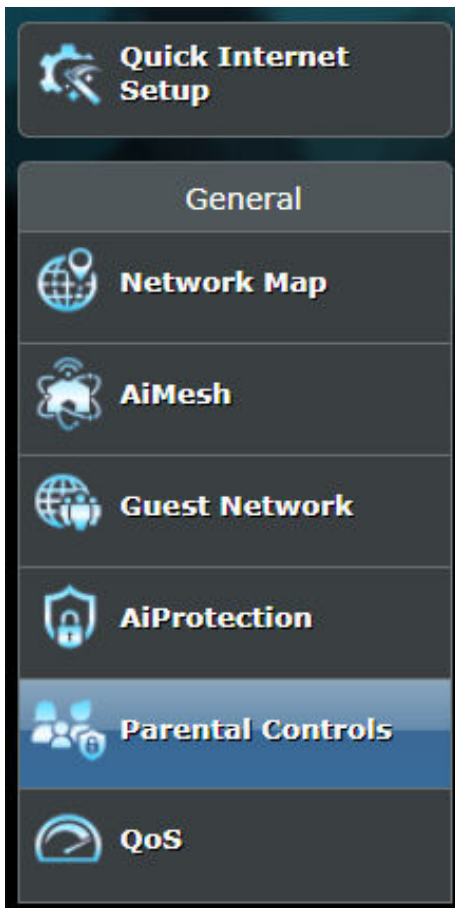 Quick Internet
Setup
General
Network Map
AiMesh
Guest Network
AiProtection
Parental Controls
QoS